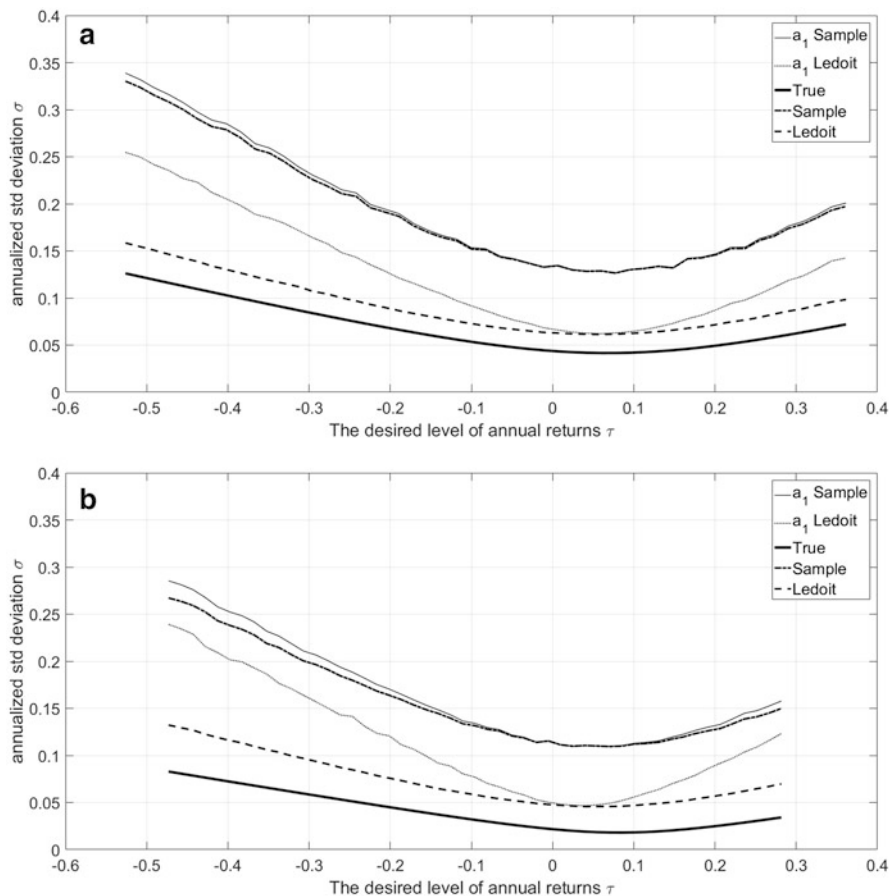 a
0.4
0.35
0.3
0.25
0.2
0.15
0.1
0.05
0
annualized std deviation σ
-0.6 -0.5 -0.4 -0.3 -0.2 -0.1 0 0.1 0.2 0.3 0.4
The desired level of annual returns τ
a₁ Sample
a₁ Ledoit
True
Sample
Ledoit
b
0.4
0.35
0.3
0.25
0.2
0.15
0.1
0.05
0
annualized std deviation σ
-0.6 -0.5 -0.4 -0.3 -0.2 -0.1 0 0.1 0.2 0.3 0.4
The desired level of annual returns τ
a₁ Sample
a₁ Ledoit
True
Sample
Ledoit